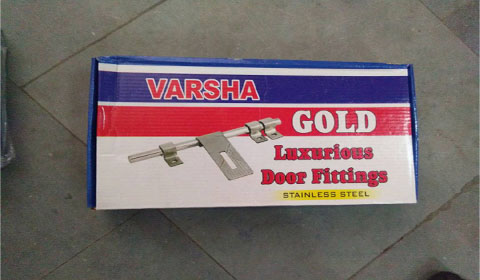 VARSHA
GOLD
Luxurious
Door Fittings
STAINLESS STEEL